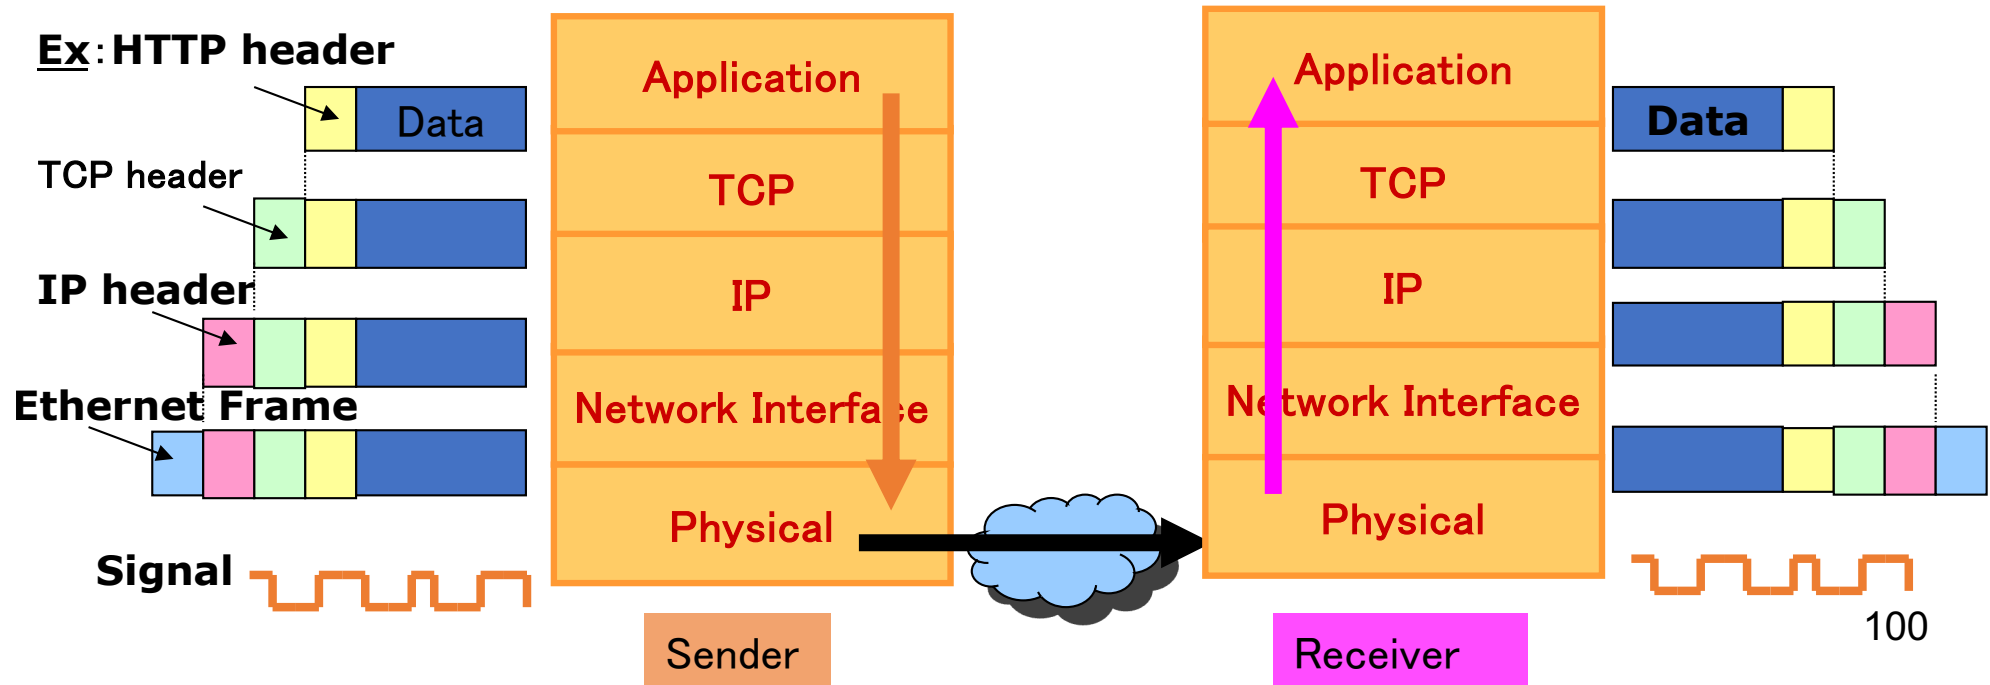 Ex:HTTP header
Data
TCP header
IP header
Ethernet Frame
Signal
Application
TCP
IP
Network Interface
Physical
Sender
Application
TCP
IP
Network Interface
Physical
Receiver
Data
100